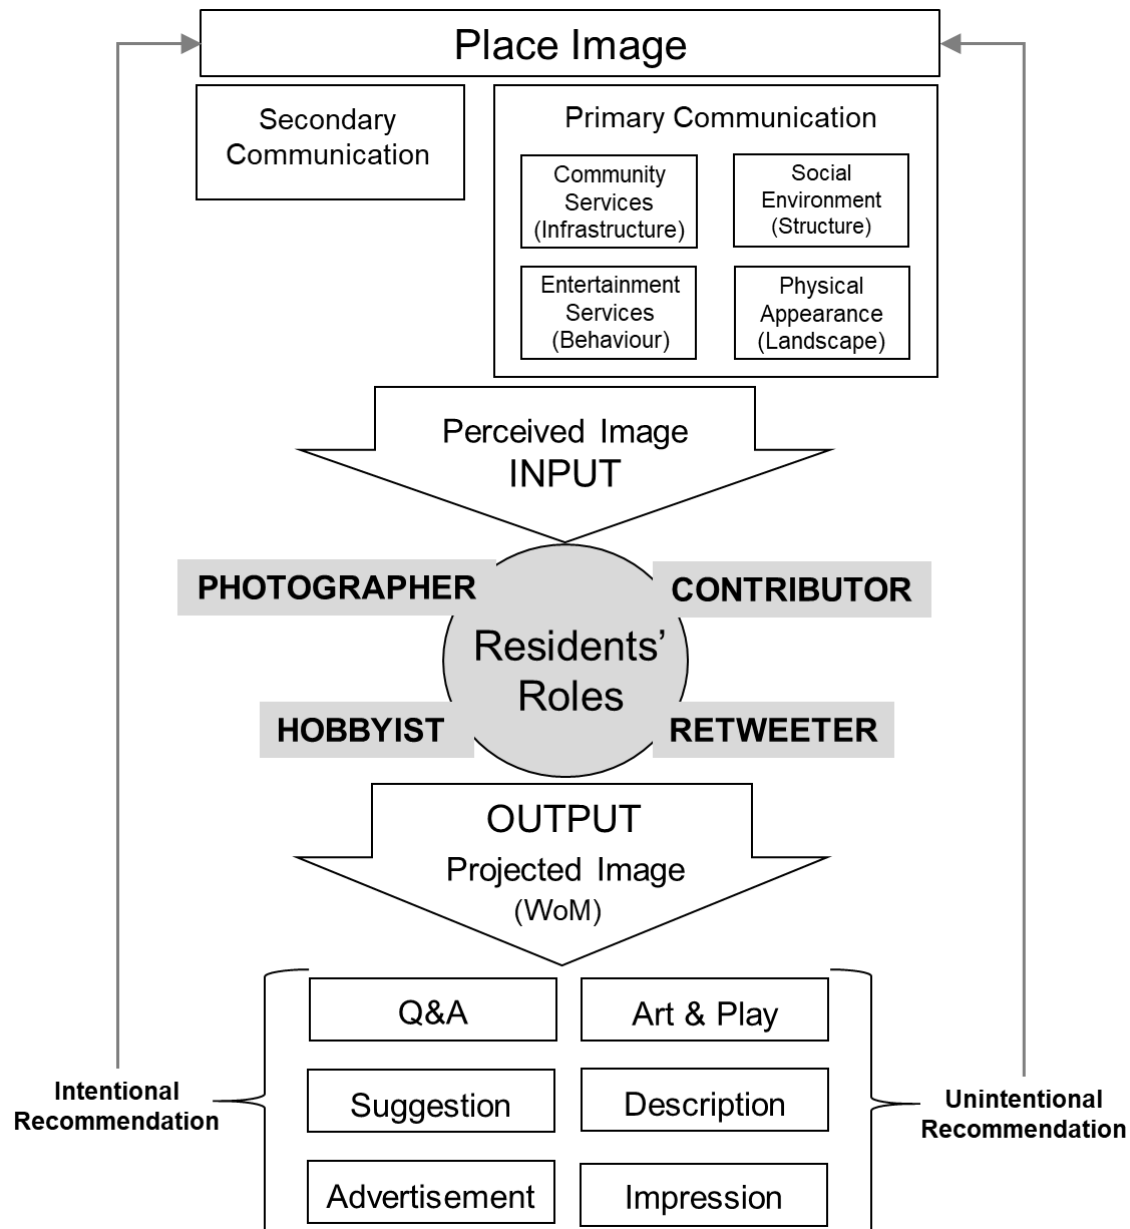 Place Image
Secondary
Communication
Primary Communication
Community
Services
(Infrastructure)
Social
Environment
(Structure)
Entertainment
Services
(Behaviour)
Physical
Appearance
(Landscape)
Perceived Image
INPUT
PHOTOGRAPHER
CONTRIBUTOR
Residents’
Roles
HOBBYIST
RETWEETER
OUTPUT
Projected Image
(WoM)
Q&A
Art & Play
Intentional
Recommendation
Suggestion
Description
Unintentional
Recommendation
Advertisement
Impression